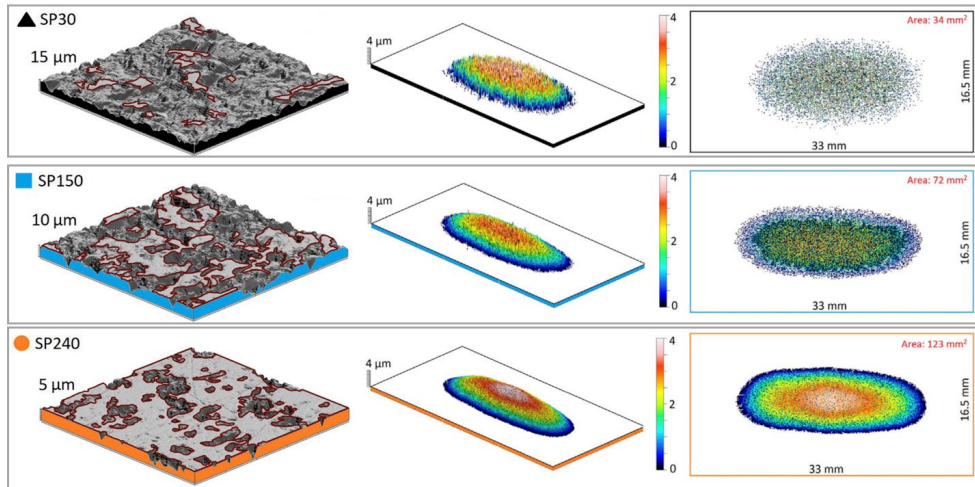 SP30
15 μm
4 μm
4
2
0
Area: 34 mm²
16.5 mm
33 mm
SP150
10 μm
4 μm
4
2
0
Area: 72 mm²
16.5 mm
33 mm
SP240
5 μm
4 μm
4
2
0
Area: 123 mm²
16.5 mm
33 mm